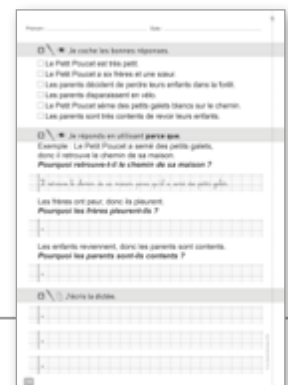 Prénom : Date :
Je coche les bonnes réponses.
Le Petit Poucet est très petit.
Le Petit Poucet a six frères et une sœur.
Les parents décident de perdre leurs enfants dans la forêt.
Les parents disparaissent en vélo.
Le Petit Poucet sème des petits galets blancs sur le chemin.
Les parents sont très contents de revoir leurs enfants.
Je réponds en utilisant parce que.
Exemple : Le Petit Poucet a semé des petits galets,
donc il retrouve le chemin de sa maison.
Pourquoi retrouve-t-il le chemin de sa maison ?
Il retrouve le chemin de sa maison parce qu'il a semé des petits galets.
Les frères ont peur, donc ils pleurent.
Pourquoi les frères pleurent-ils ?
Les enfants reviennent, donc les parents sont contents.
Pourquoi les parents sont-ils contents ?
J'écris la dictée.